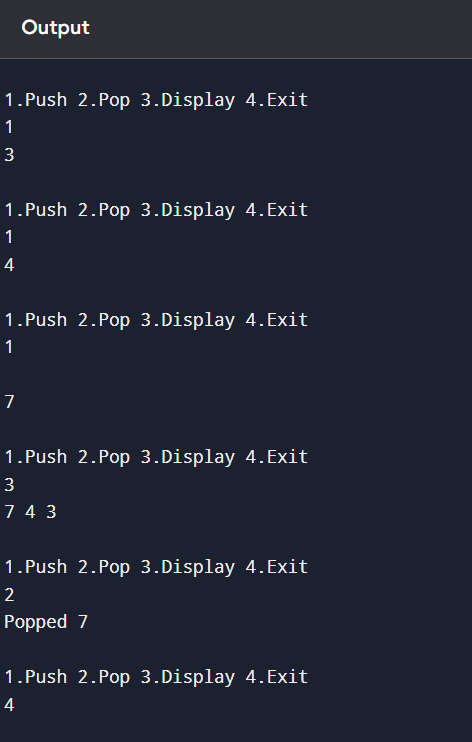 Output
1.Push 2.Pop 3.Display 4.Exit
1
3
1.Push 2.Pop 3.Display 4.Exit
1
4
1.Push 2.Pop 3.Display 4.Exit
1
7
1.Push 2.Pop 3.Display 4.Exit
3
7 4 3
1.Push 2.Pop 3.Display 4.Exit
2
Popped 7
1.Push 2.Pop 3.Display 4.Exit
4